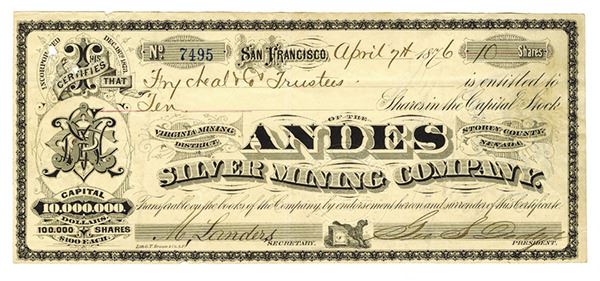 No. 7495 SAN FRANCISCO, April 7th 1876 10 Shares
INCORPORATED
THIS
CERTIFIES THAT
Fry Neal & Co Trustees is entitled to
Ten Shares in the Capital Stock
OF THE
VIRGINIA MINING DISTRICT. ANDES STOREY COUNTY, NEVADA.
SILVER MINING COMPANY.
CAPITAL
10,000,000.
DOLLARS.
100.000 SHARES
$100 EACH.
Transferable on the books of the Company, by endorsement hereon and surrender of this Certificate
Landers
SECRETARY. PRESIDENT.
Lith. G.T. Brown & Co. S.F.